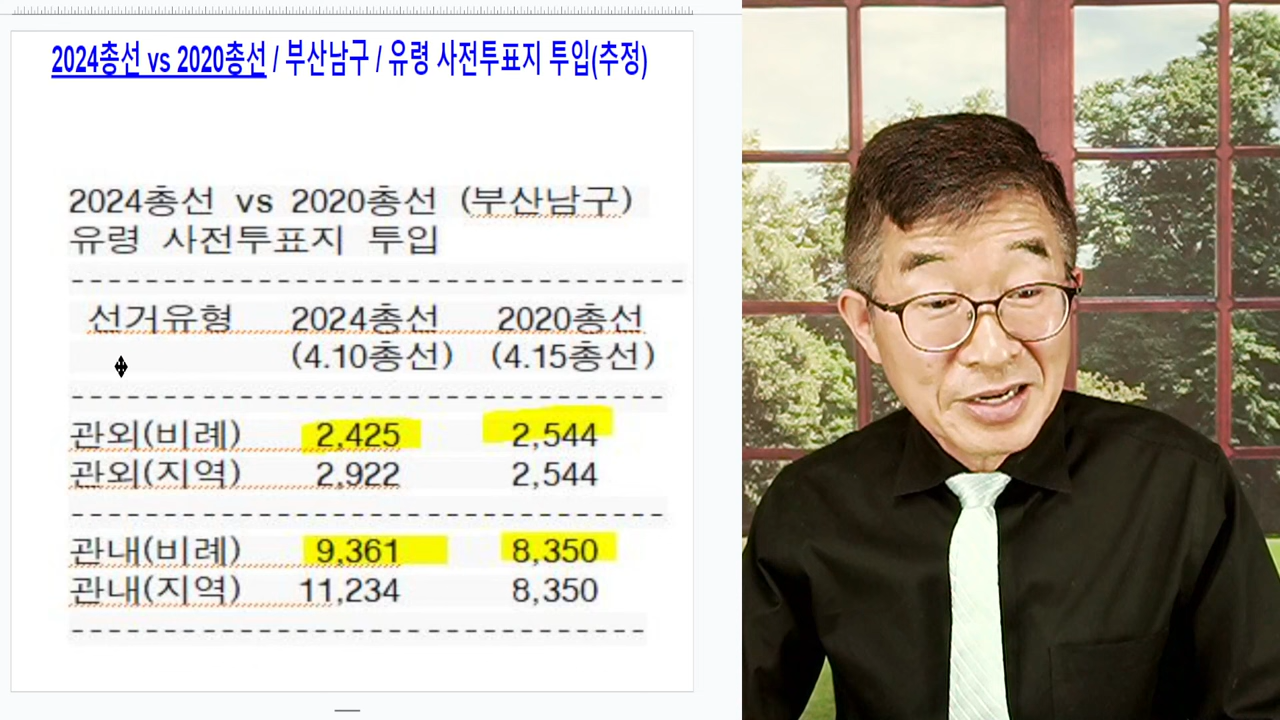 2024총선 vs 2020총선 / 부산남구 / 유령 사전투표지 투입(추정)
2024총선 vs 2020총선 (부산남구)
유령 사전투표지 투입
선거유형 2024총선 2020총선
(4.10총선) (4.15총선)
관외(비례) 2,425 2,544
관외(지역) 2,922 2,544
관내(비례) 9,361 8,350
관내(지역) 11,234 8,350